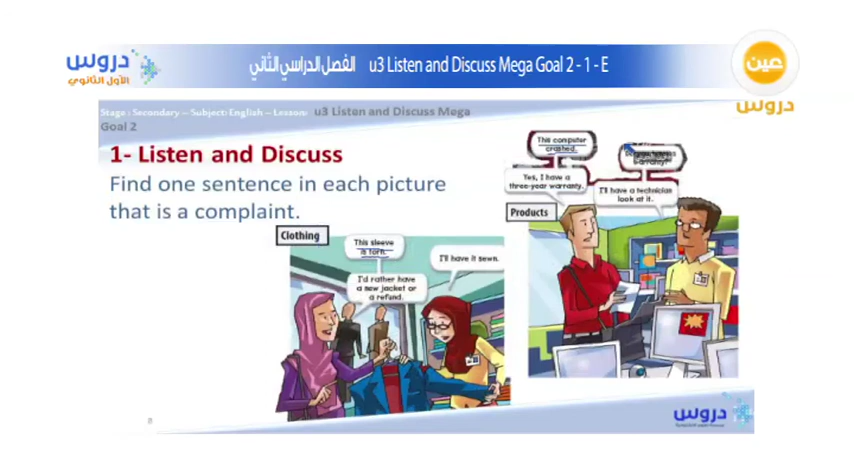 دروس
الأول الثانوي
الفصل الدراسي الثاني u3 Listen and Discuss Mega Goal 2 - 1 - E
عين
دروس
Stage : Secondary – Subject: English – Lesson: u3 Listen and Discuss Mega
Goal 2
1- Listen and Discuss
Find one sentence in each picture
that is a complaint.
This computer
crashed.
warranty?
Yes, I have a
three-year warranty.
I'll have a technician
look at it.
Products
Clothing
This sleeve
is torn.
I'll have it sewn.
I'd rather have
a new jacket or
a refund.
8
دروس